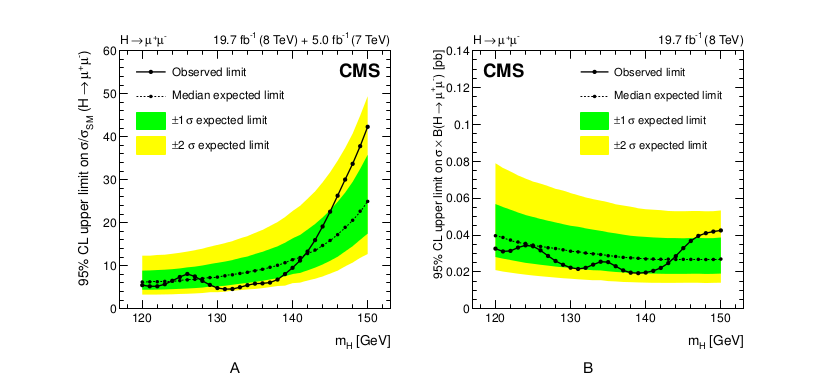 H → μ⁺μ⁻ 19.7 fb⁻¹ (8 TeV) + 5.0 fb⁻¹ (7 TeV)
95% CL upper limit on σ/σ_SM (H → μ⁺μ⁻)
60
50
40
30
20
10
0
CMS
Observed limit
Median expected limit
±1 σ expected limit
±2 σ expected limit
120 130 140 150
m_H [GeV]
A
H → μ⁺μ⁻ 19.7 fb⁻¹ (8 TeV)
95% CL upper limit on σ × B(H → μ⁺μ⁻) [pb]
0.14
0.12
0.1
0.08
0.06
0.04
0.02
0
CMS
Observed limit
Median expected limit
±1 σ expected limit
±2 σ expected limit
120 130 140 150
m_H [GeV]
B